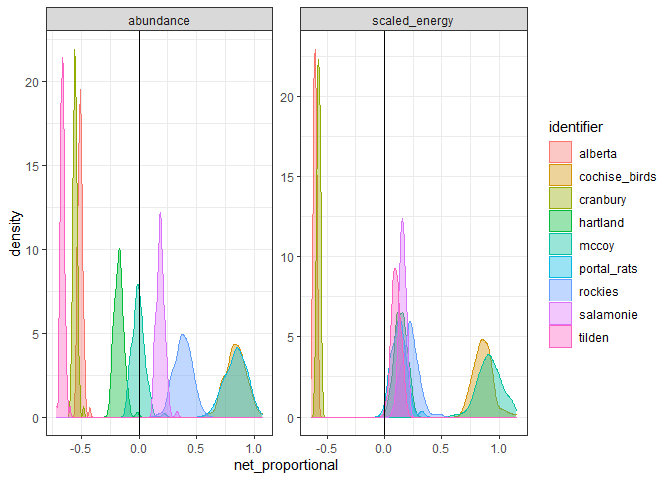 abundance
scaled_energy
density
0
5
10
15
20
0
5
10
15
20
-0.5
0.0
0.5
1.0
-0.5
0.0
0.5
1.0
net_proportional
identifier
alberta
cochise_birds
cranbury
hartland
mccoy
portal_rats
rockies
salamonie
tilden